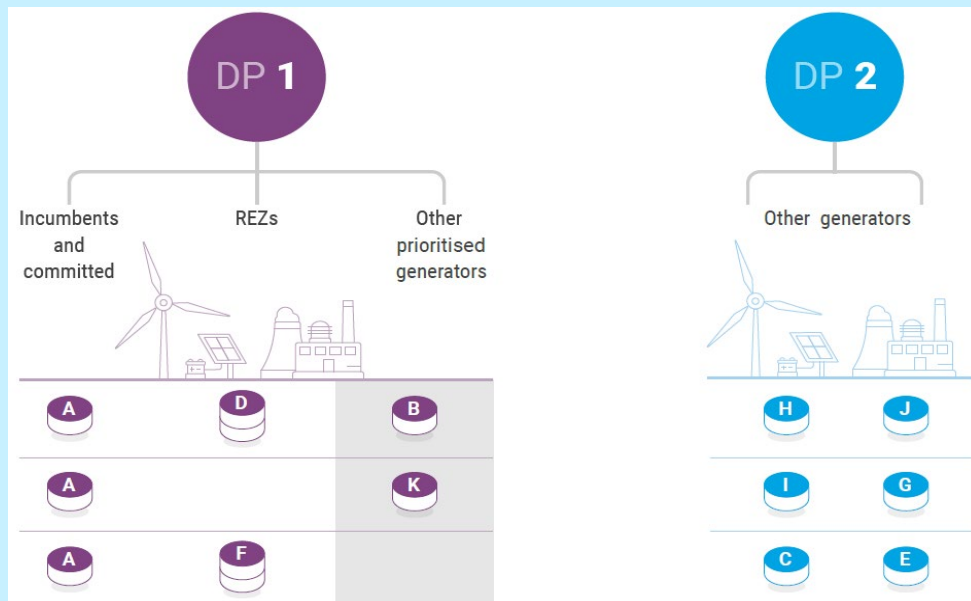 DP 1
DP 2
Incumbents
and
committed
REZs
Other
prioritised
generators
Other generators
A
D
B
H
J
A
K
I
G
A
F
C
E